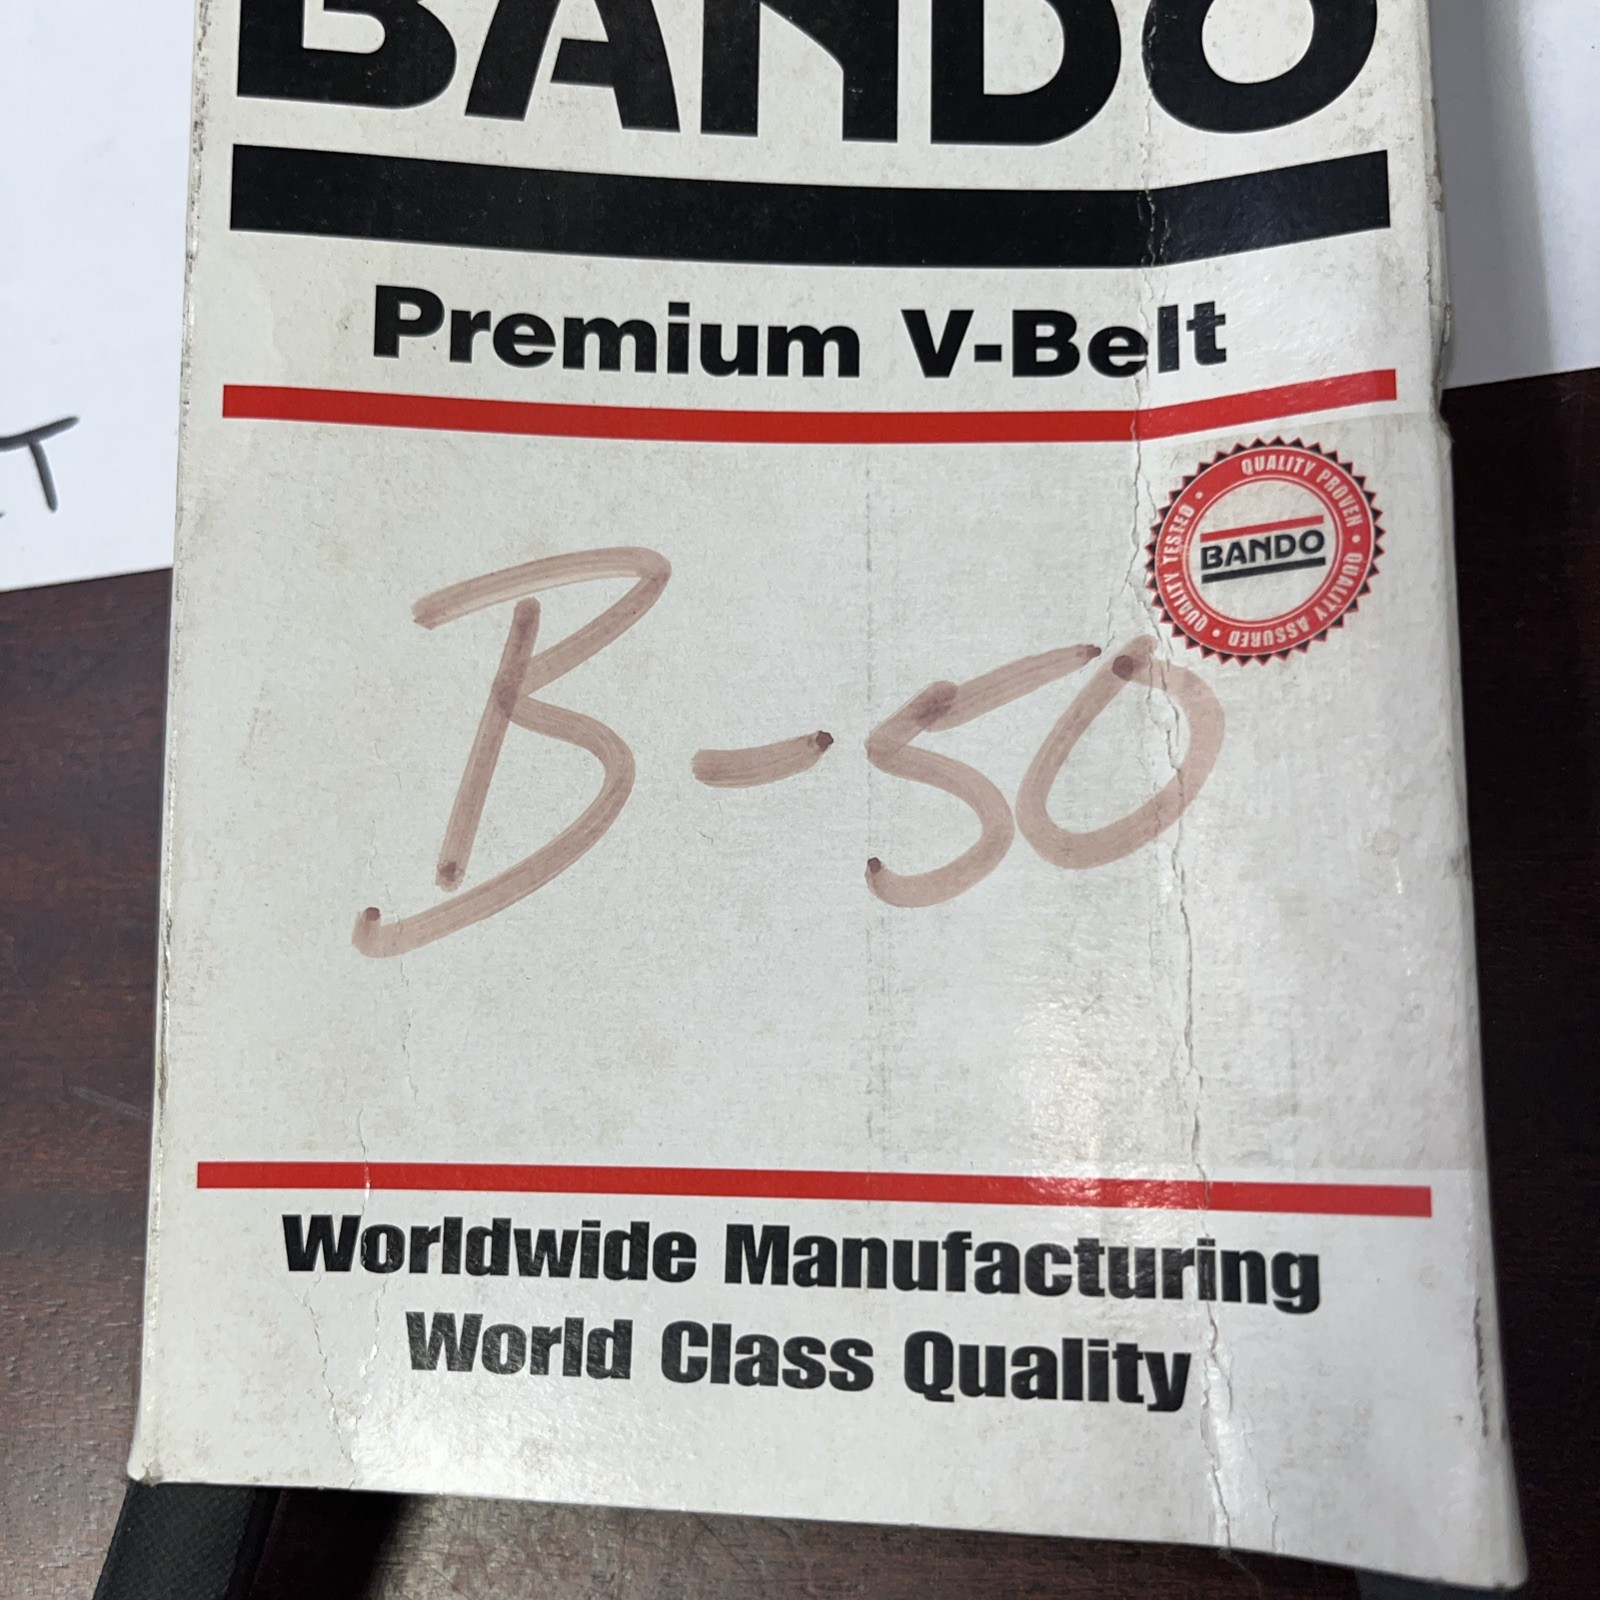 BANDO
Premium V-Belt
QUALITY PROVEN • QUALITY ASSURED • QUALITY TESTED •
BANDO
B-50
Worldwide Manufacturing
World Class Quality